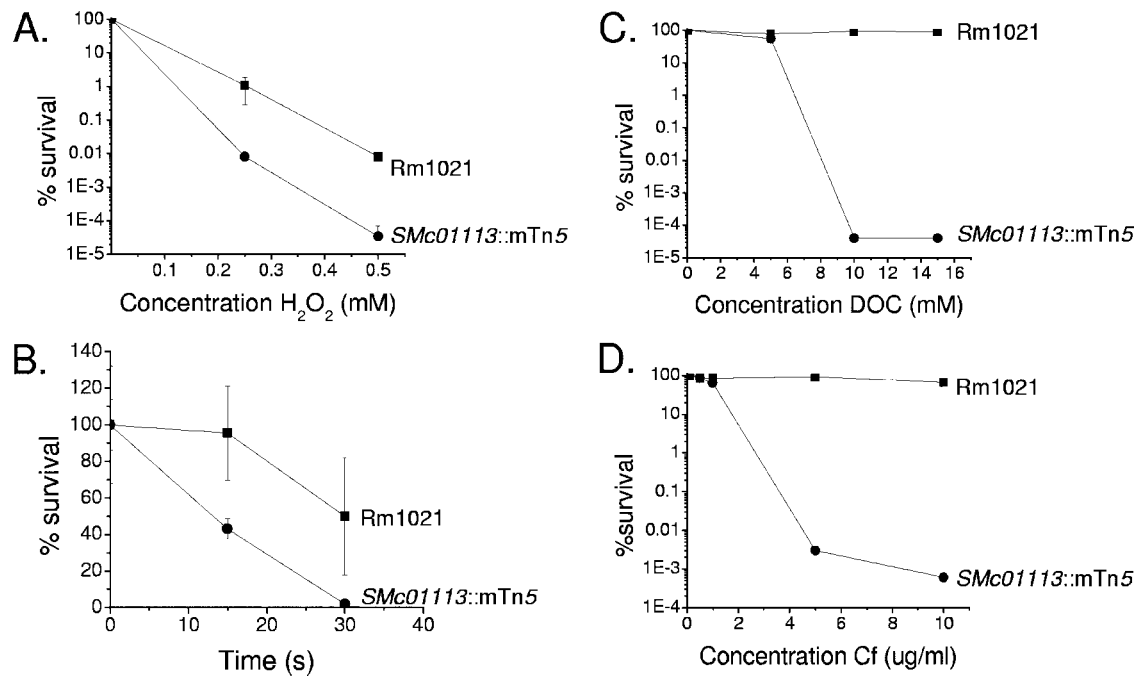 A.
100
10
1
0.1
0.01
1E-3
1E-4
1E-5
% survival
Rm1021
SMc01113::mTn5
0.1 0.2 0.3 0.4 0.5
Concentration H2O2 (mM)
B.
140
120
100
80
60
40
20
0
% survival
Rm1021
SMc01113::mTn5
0 10 20 30 40
Time (s)
C.
100
10
1
0.1
0.01
1E-3
1E-4
1E-5
% survival
Rm1021
SMc01113::mTn5
0 2 4 6 8 10 12 14 16
Concentration DOC (mM)
D.
100
10
1
0.1
0.01
1E-3
1E-4
%survival
Rm1021
SMc01113::mTn5
0 2 4 6 8 10
Concentration Cf (ug/ml)